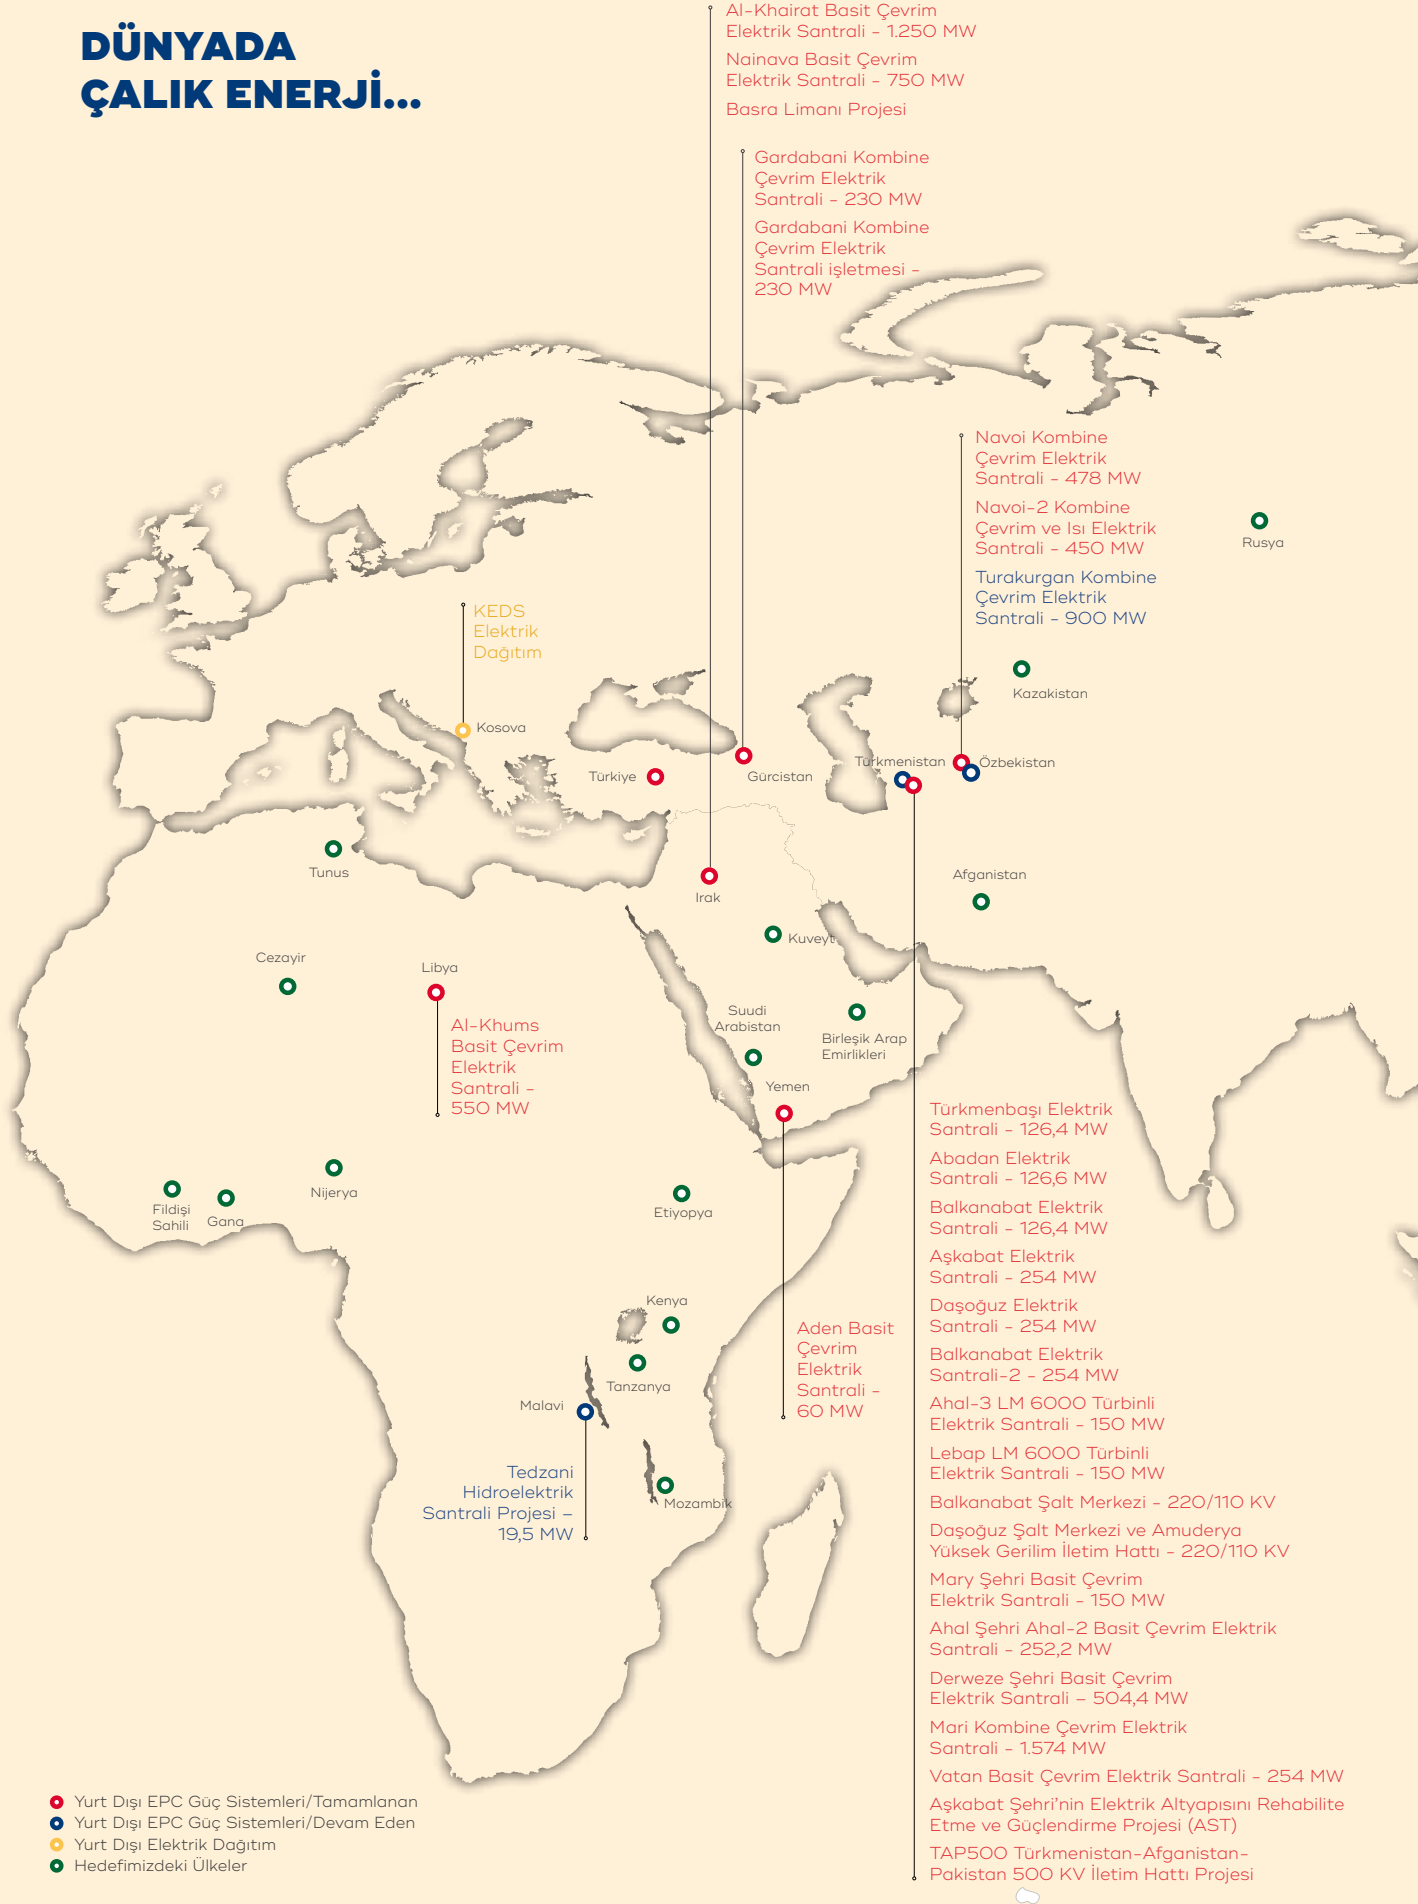 DÜNYADA
ÇALIK ENERJİ...
Al-Khairat Basit Çevrim
Elektrik Santrali - 1.250 MW
Nainava Basit Çevrim
Elektrik Santrali - 750 MW
Basra Limanı Projesi
Gardabani Kombine
Çevrim Elektrik
Santrali - 230 MW
Gardabani Kombine
Çevrim Elektrik
Santrali işletmesi -
230 MW
Navoi Kombine
Çevrim Elektrik
Santrali - 478 MW
Navoi-2 Kombine
Çevrim ve Isı Elektrik
Santrali - 450 MW
Turakurgan Kombine
Çevrim Elektrik
Santrali - 900 MW
Rusya
KEDS
Elektrik
Dağıtım
Kazakistan
Kosova
Türkiye
Gürcistan
Türkmenistan
Özbekistan
Tunus
Irak
Afganistan
Kuveyt
Cezayir
Libya
Suudi
Arabistan
Birleşik Arap
Emirlikleri
Al-Khums
Basit Çevrim
Elektrik
Santrali -
550 MW
Yemen
Nijerya
Fildişi
Sahili
Gana
Etiyopya
Kenya
Tanzanya
Malavi
Mozambik
Aden Basit
Çevrim
Elektrik
Santrali -
60 MW
Tedzani
Hidroelektrik
Santrali Projesi –
19,5 MW
Türkmenbaşı Elektrik
Santrali - 126,4 MW
Abadan Elektrik
Santrali - 126,6 MW
Balkanabat Elektrik
Santrali - 126,4 MW
Aşkabat Elektrik
Santrali - 254 MW
Daşoğuz Elektrik
Santrali - 254 MW
Balkanabat Elektrik
Santrali-2 - 254 MW
Ahal-3 LM 6000 Türbinli
Elektrik Santrali - 150 MW
Lebap LM 6000 Türbinli
Elektrik Santrali - 150 MW
Balkanabat Şalt Merkezi - 220/110 KV
Daşoğuz Şalt Merkezi ve Amuderya
Yüksek Gerilim İletim Hattı - 220/110 KV
Mary Şehri Basit Çevrim
Elektrik Santrali - 150 MW
Ahal Şehri Ahal-2 Basit Çevrim Elektrik
Santrali - 252,2 MW
Derweze Şehri Basit Çevrim
Elektrik Santrali – 504,4 MW
Mari Kombine Çevrim Elektrik
Santrali - 1.574 MW
Vatan Basit Çevrim Elektrik Santrali - 254 MW
Aşkabat Şehri'nin Elektrik Altyapısını Rehabilite
Etme ve Güçlendirme Projesi (AST)
TAP500 Türkmenistan-Afganistan-
Pakistan 500 KV İletim Hattı Projesi
Yurt Dışı EPC Güç Sistemleri/Tamamlanan
Yurt Dışı EPC Güç Sistemleri/Devam Eden
Yurt Dışı Elektrik Dağıtım
Hedefimizdeki Ülkeler